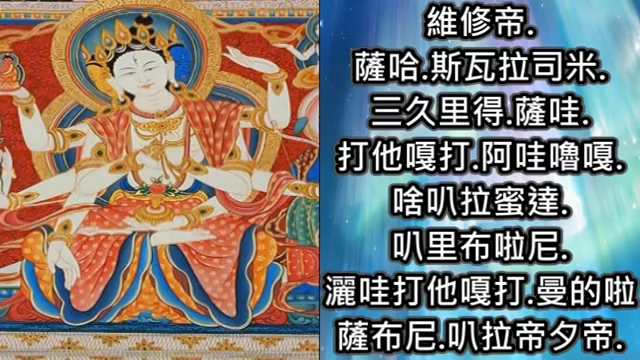 維修帝.
薩哈.斯瓦拉司米.
三久里得.薩哇.
打他嘎打.阿哇嚕嘎.
啥叭拉蜜達.
叭里布啦尼.
灑哇打他嘎打.曼的啦
薩布尼.叭拉帝夕帝.